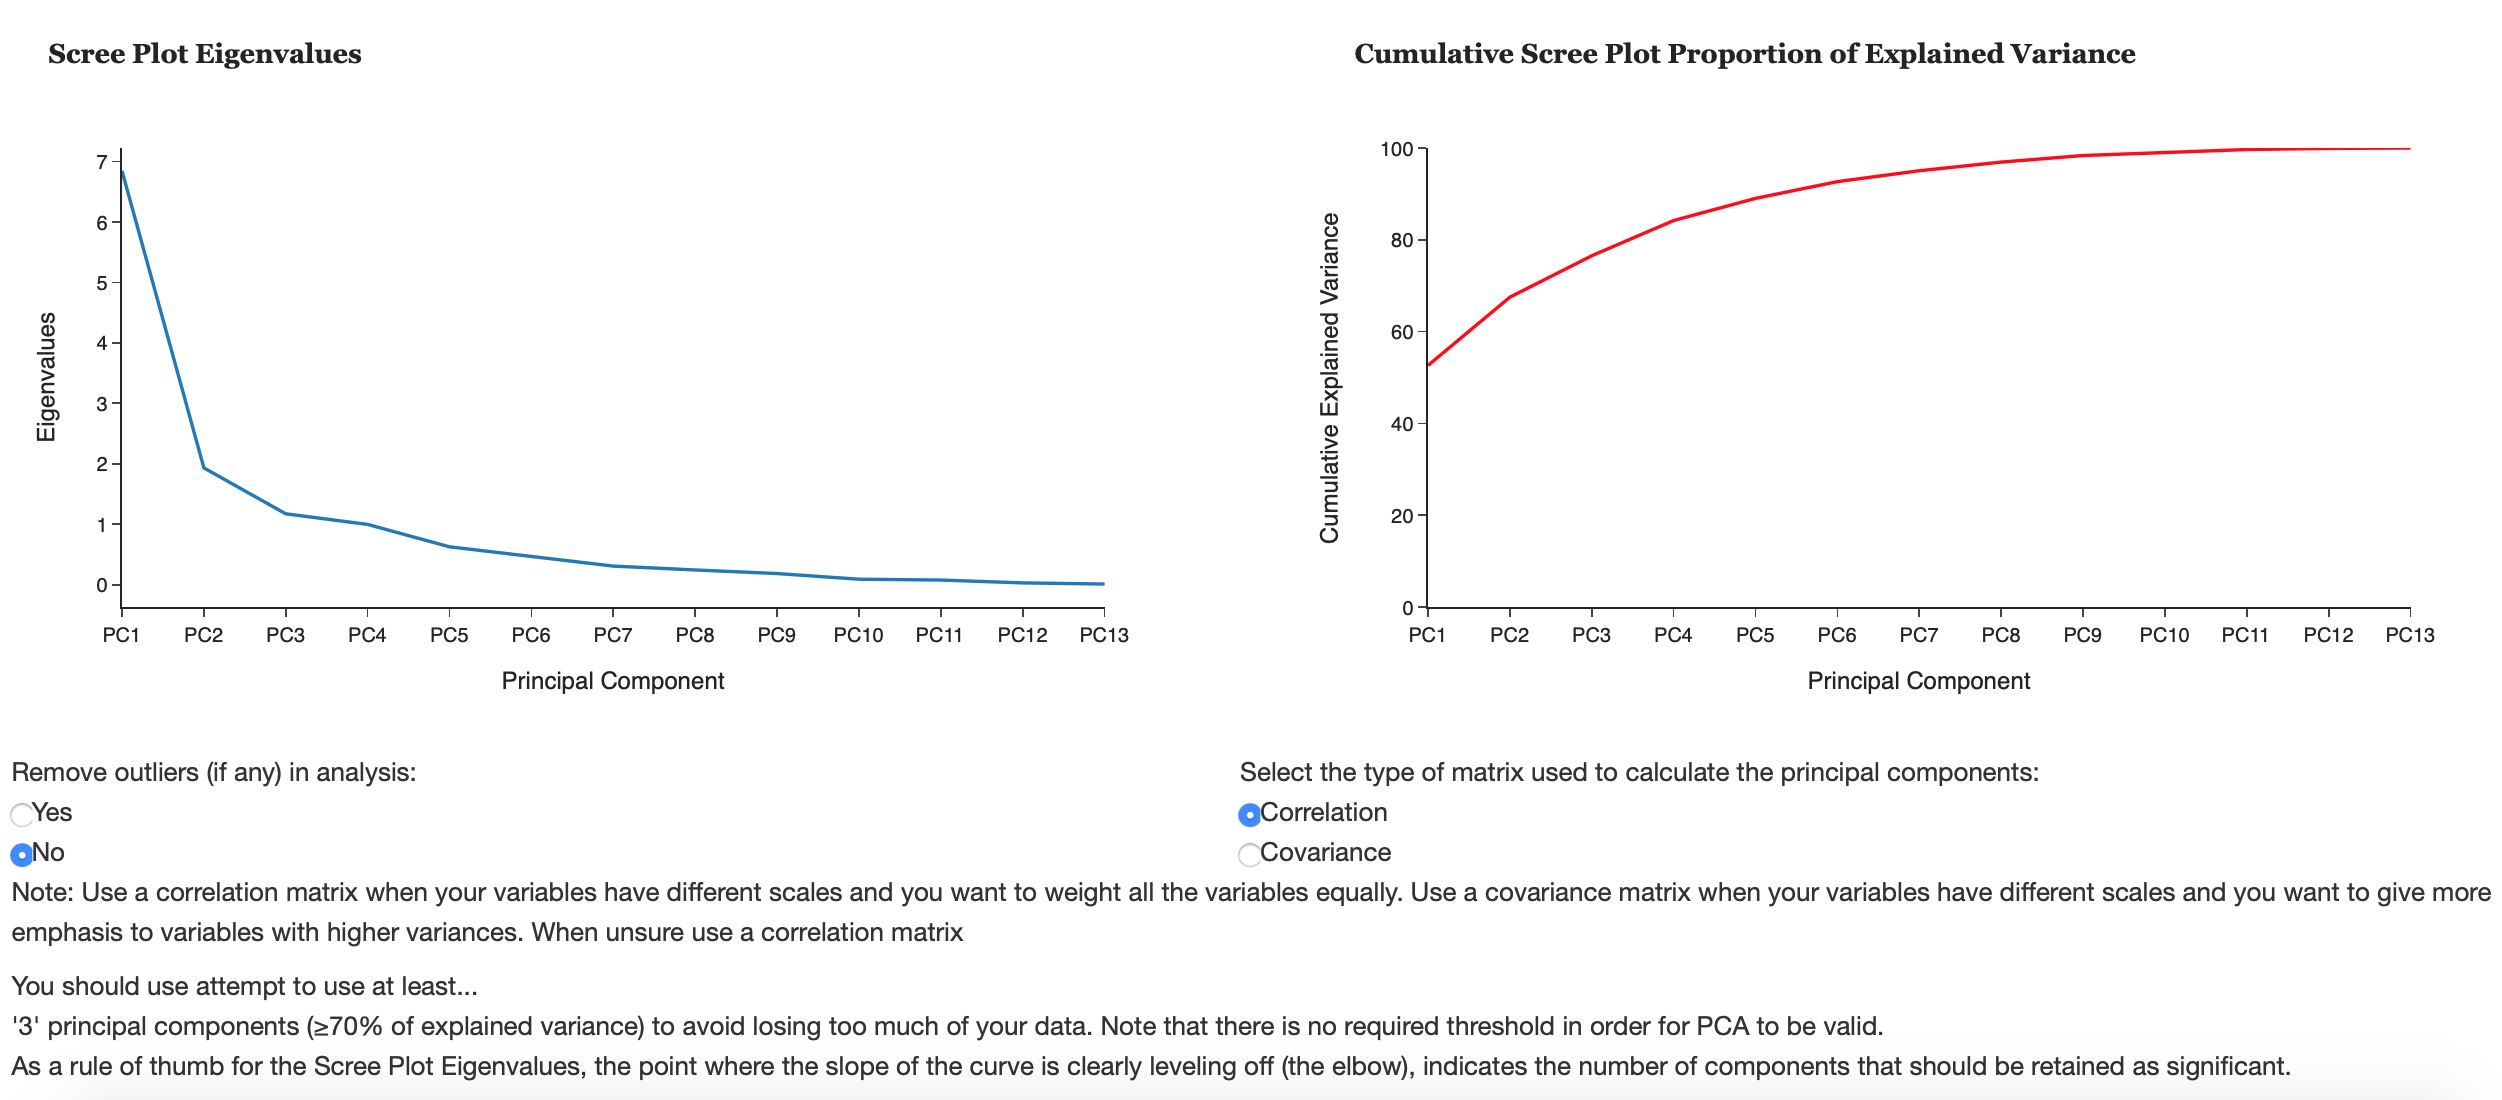 Scree Plot Eigenvalues
7
6
5
4
3
2
1
0
Eigenvalues
PC1 PC2 PC3 PC4 PC5 PC6 PC7 PC8 PC9 PC10 PC11 PC12 PC13
Principal Component
Cumulative Scree Plot Proportion of Explained Variance
100
80
60
40
20
0
Cumulative Explained Variance
PC1 PC2 PC3 PC4 PC5 PC6 PC7 PC8 PC9 PC10 PC11 PC12 PC13
Principal Component
Remove outliers (if any) in analysis:
Yes
No
Select the type of matrix used to calculate the principal components:
Correlation
Covariance
Note: Use a correlation matrix when your variables have different scales and you want to weight all the variables equally. Use a covariance matrix when your variables have different scales and you want to give more
emphasis to variables with higher variances. When unsure use a correlation matrix
You should use attempt to use at least...
'3' principal components (≥70% of explained variance) to avoid losing too much of your data. Note that there is no required threshold in order for PCA to be valid.
As a rule of thumb for the Scree Plot Eigenvalues, the point where the slope of the curve is clearly leveling off (the elbow), indicates the number of components that should be retained as significant.